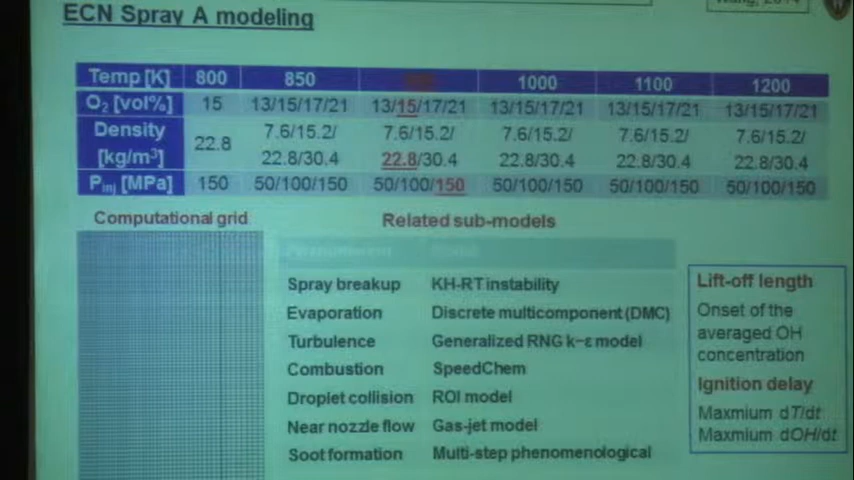 ECN Spray A modeling
Temp [K] 800 850 1000 1100 1200
O₂ [vol%] 15 13/15/17/21 13/15/17/21 13/15/17/21 13/15/17/21 13/15/17/21
Density 7.6/15.2/ 7.6/15.2/ 7.6/15.2/ 7.6/15.2/ 7.6/15.2/
[kg/m³] 22.8 22.8/30.4 22.8/30.4 22.8/30.4 22.8/30.4 22.8/30.4
Pinj [MPa] 150 50/100/150 50/100/150 50/100/150 50/100/150 50/100/150
Computational grid
Related sub-models
Spray breakup KH-RT instability
Evaporation Discrete multicomponent (DMC)
Turbulence Generalized RNG k-ε model
Combustion SpeedChem
Droplet collision ROI model
Near nozzle flow Gas-jet model
Soot formation Multi-step phenomenological
Lift-off length
Onset of the
averaged OH
concentration
Ignition delay
Maxmium dT/dt
Maxmium dOH/dt